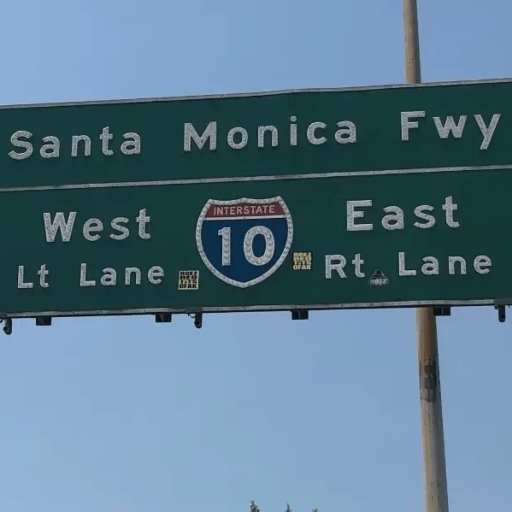 Santa Monica Fwy
West INTERSTATE 10 East
Lt Lane Rt Lane